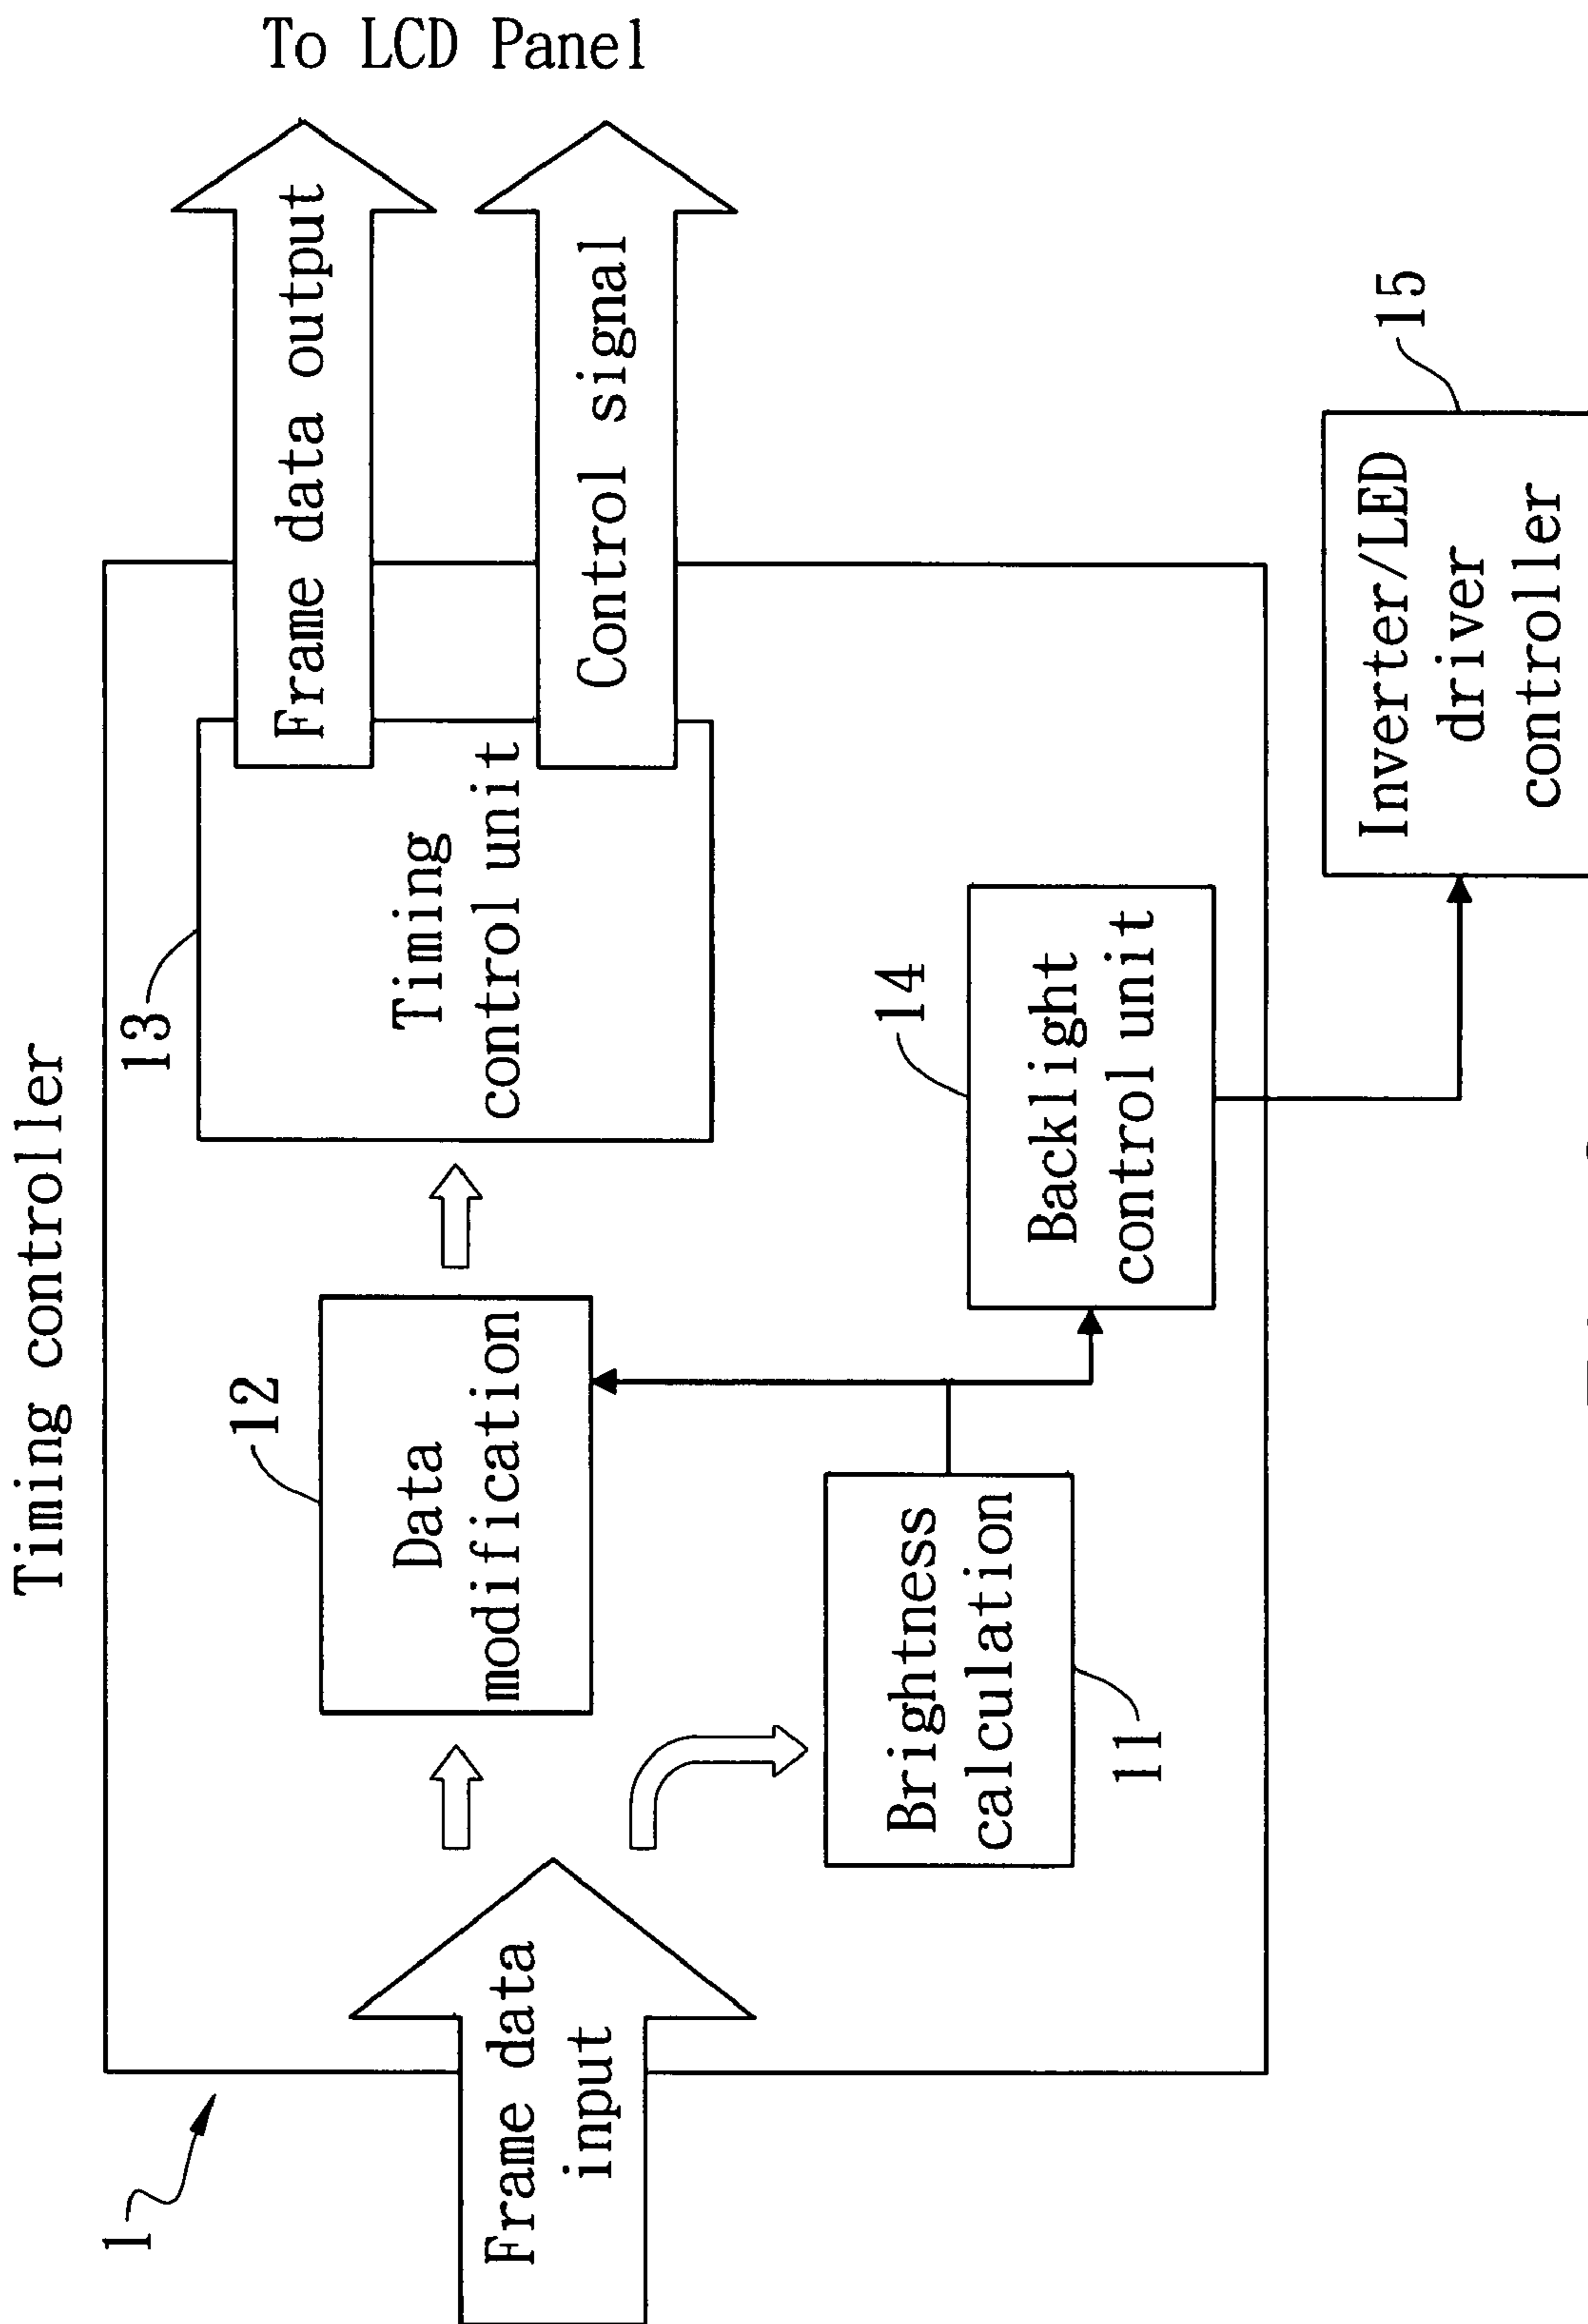 Timing controller
1
Frame data
input
12
Data
modification
Brightness
calculation
11
13
Timing
control unit
14
Backlight
control unit
Frame data output
Control signal
To LCD Panel
Inverter/LED
driver
controller
15